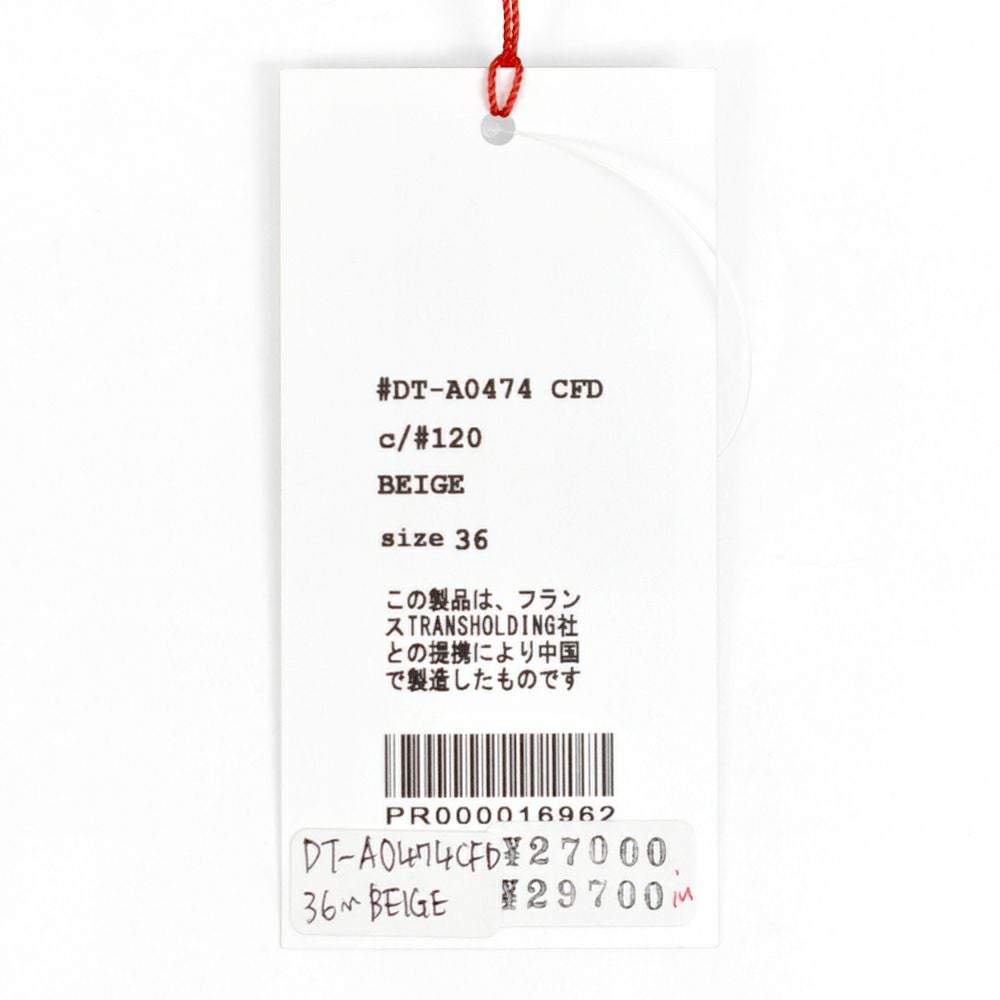 #DT-A0474 CFD
c/#120
BEIGE
size 36
この製品は、フラン
スTRANSHOLDING社
との提携により中国
で製造したものです
PR000016962
DT-A0474CFD
36 BEIGE
¥27000
¥29700